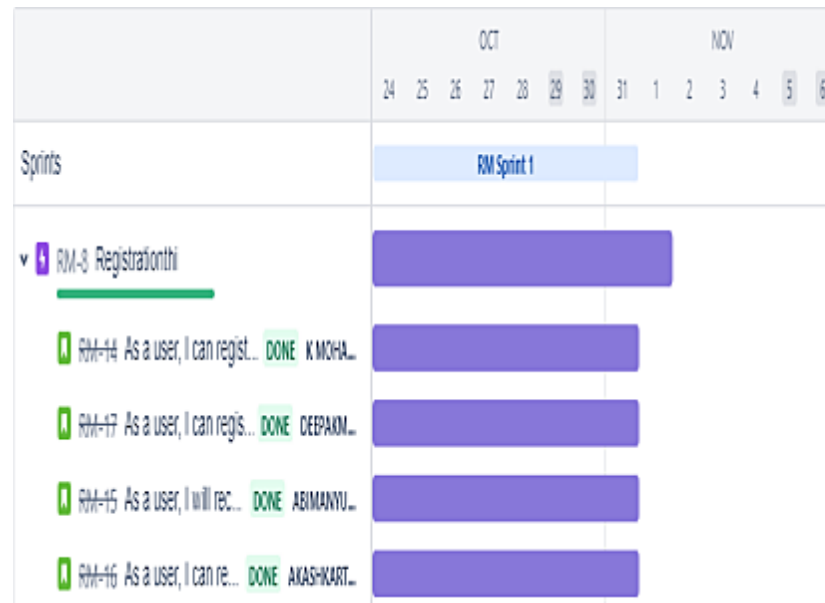 OCT NOV
24 25 26 27 28 29 30 31 1 2 3 4 5 6
Sprints RM Sprint 1
RM-8 Registrationthi
RM-14 As a user, I can regist... DONE K MOHA...
RM-17 As a user, I can regis... DONE DEEPAKM...
RM-15 As a user, I will rec... DONE ABIMANYU...
RM-16 As a user, I can re... DONE AKASHKART...